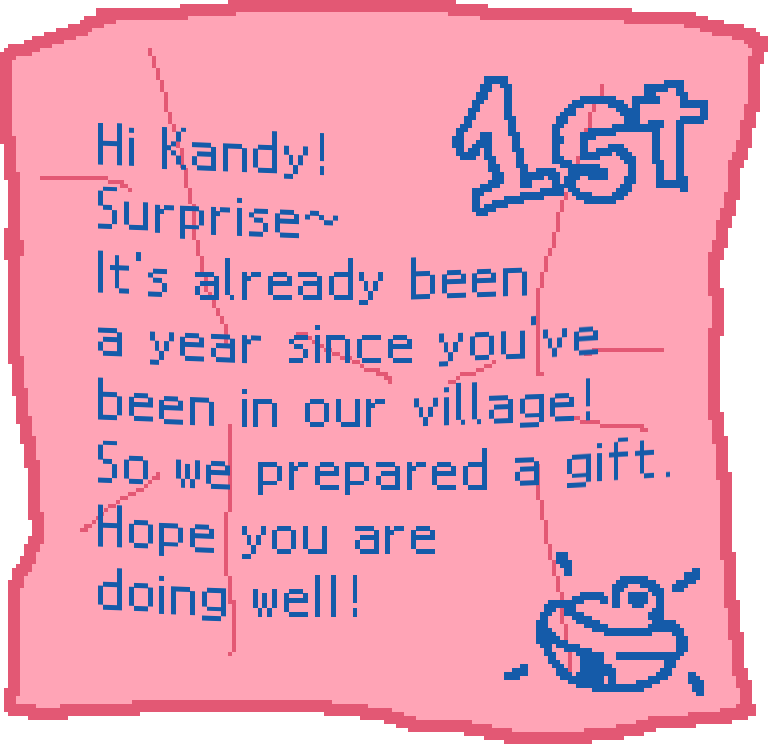 1ST
Hi Kandy!
Surprise~
It's already been
a year since you've
been in our village!
So we prepared a gift.
Hope you are
doing well!